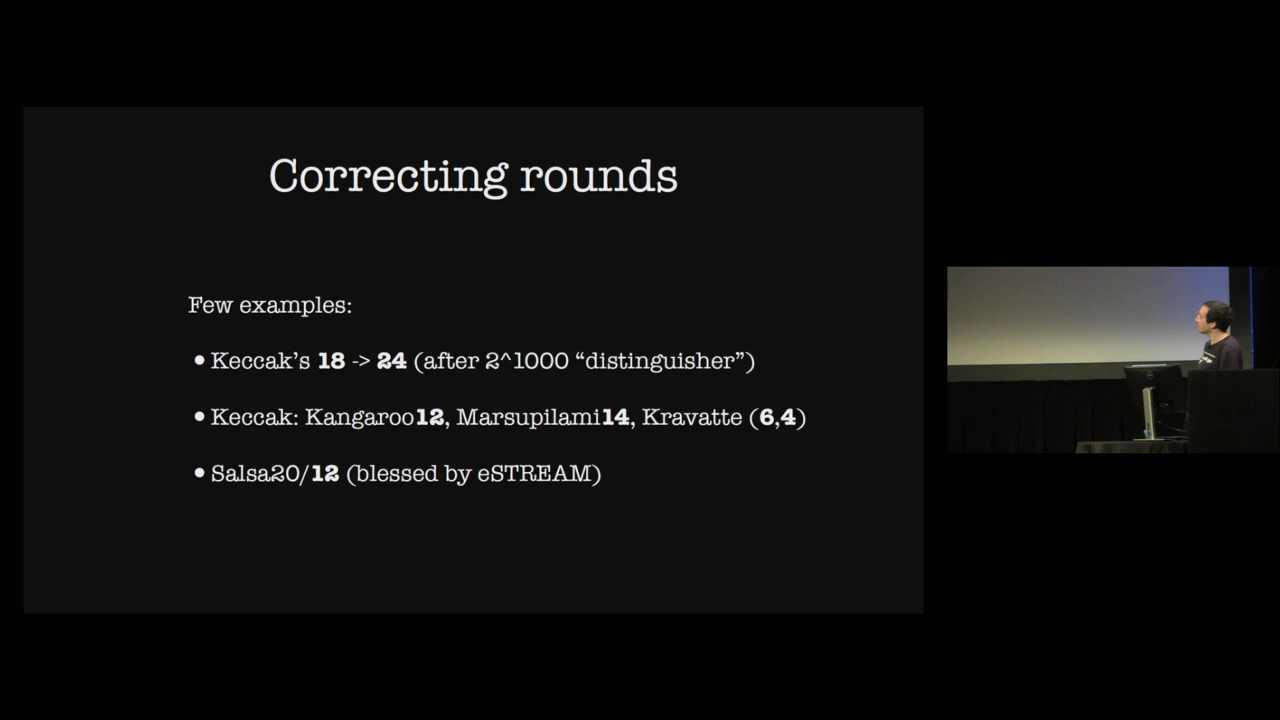 Correcting rounds
Few examples:
● Keccak’s 18 -> 24 (after 2^1000 “distinguisher”)
● Keccak: Kangaroo12, Marsupilami14, Kravatte (6,4)
● Salsa20/12 (blessed by eSTREAM)